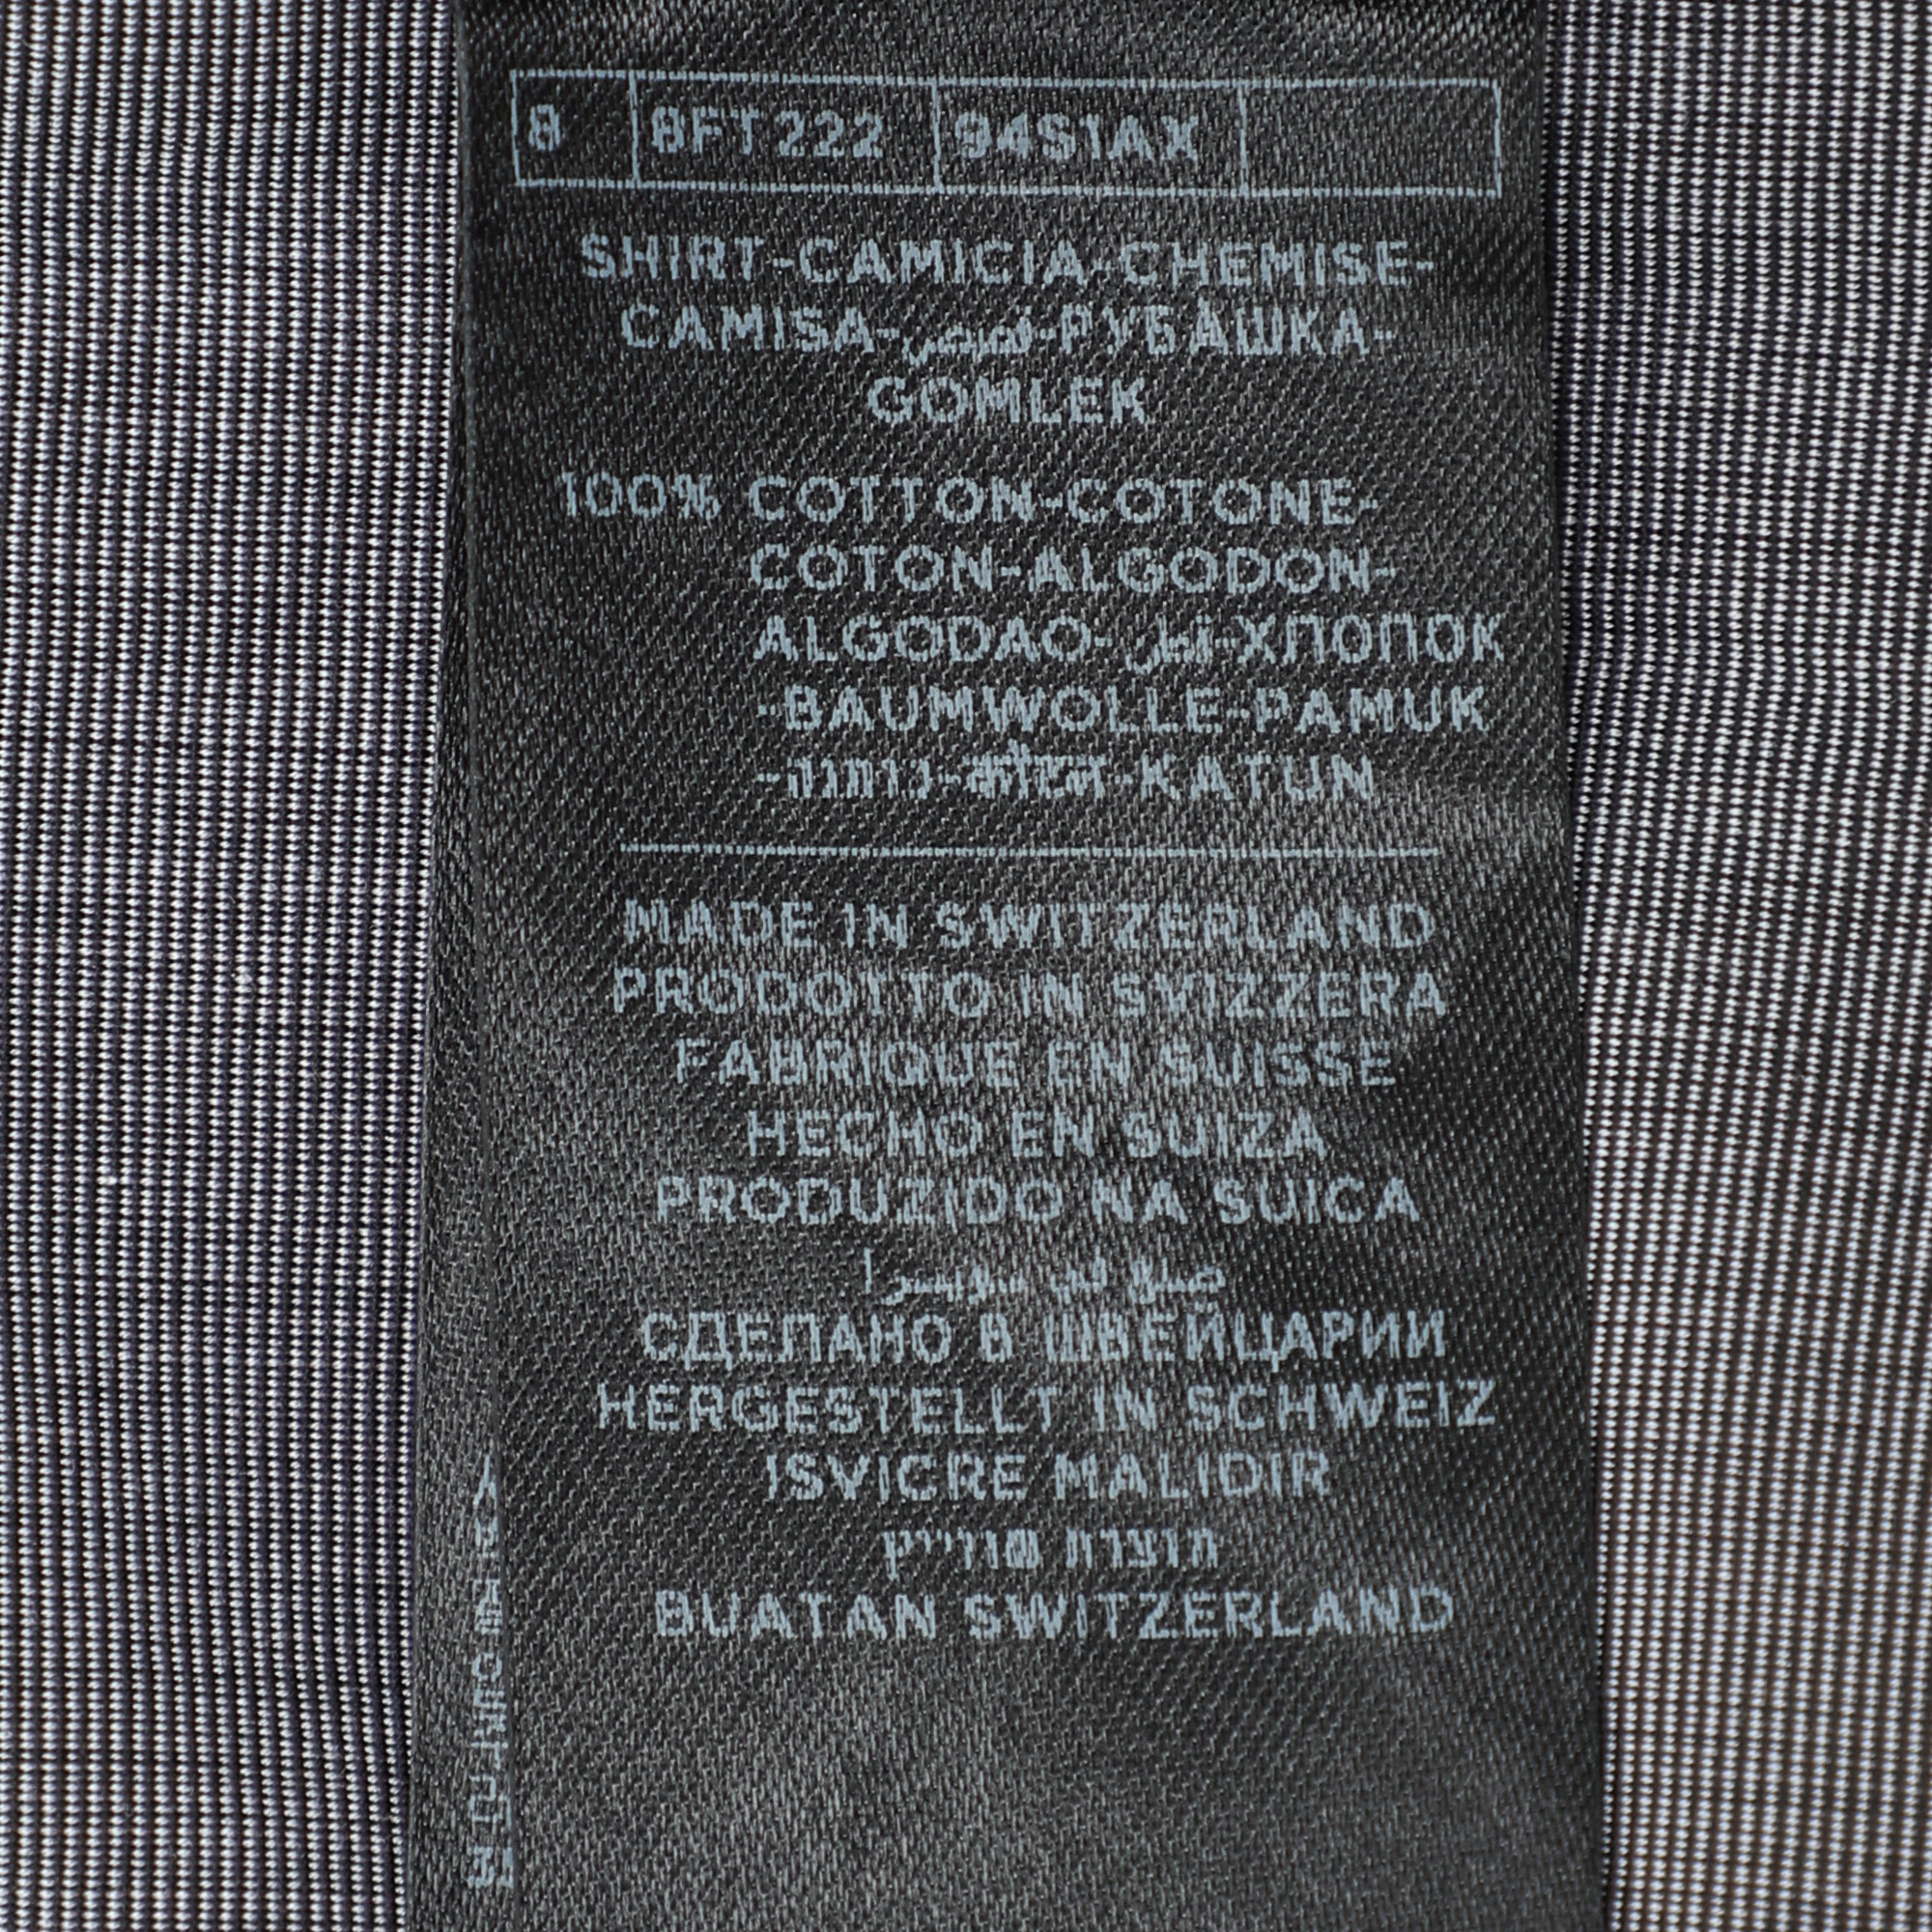 8 8FT222 94S1AX
SHIRT-CAMICIA-CHEMISE-
CAMISA-قميص-РУБАШКА-
GOMLEK
100% COTTON-COTONE-
COTON-ALGODON-
ALGODAO-قطن-ХЛОПОК
-BAUMWOLLE-PAMUK
-כותנה-कॉटन-KATUN
MADE IN SWITZERLAND
PRODOTTO IN SVIZZERA
FABRIQUE EN SUISSE
HECHO EN SUIZA
PRODUZIDO NA SUICA
صنع في سويسرا
СДЕЛАНО В ШВЕЙЦАРИИ
HERGESTELLT IN SCHWEIZ
ISVICRE MALIDIR
תוצרת שווייץ
BUATAN SWITZERLAND